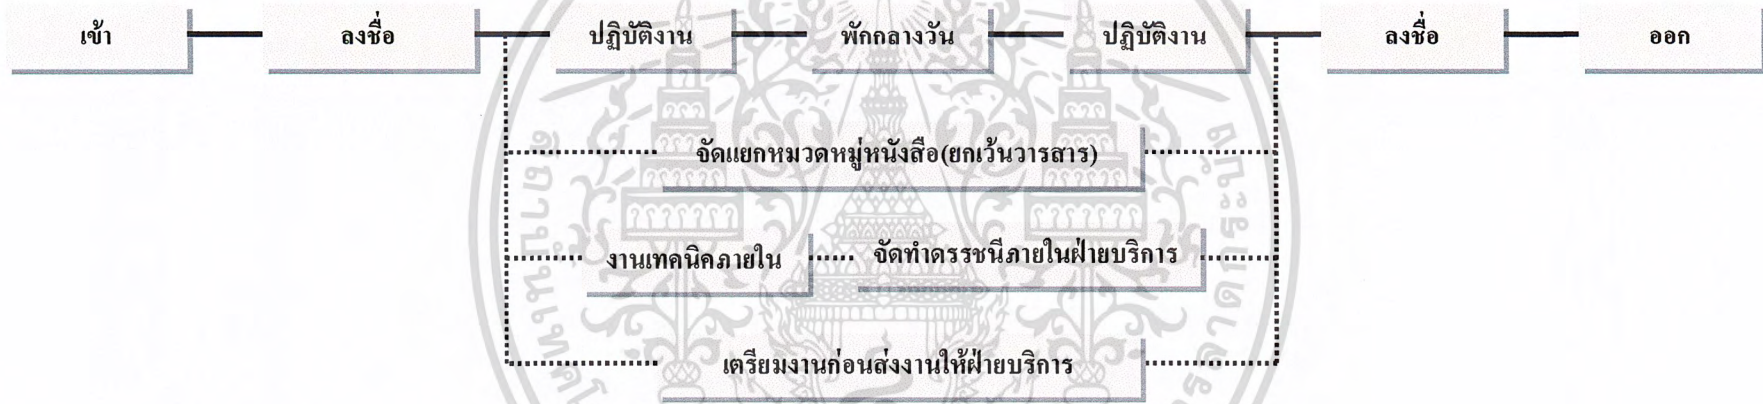 เข้า ลงชื่อ ปฏิบัติงาน พักกลางวัน ปฏิบัติงาน ลงชื่อ ออก
จัดแยกหมวดหมู่หนังสือ(ยกเว้นวารสาร)
งานเทคนิคภายใน จัดทำดรรชนีภายในฝ่ายบริการ
เตรียมงานก่อนส่งงานให้ฝ่ายบริการ